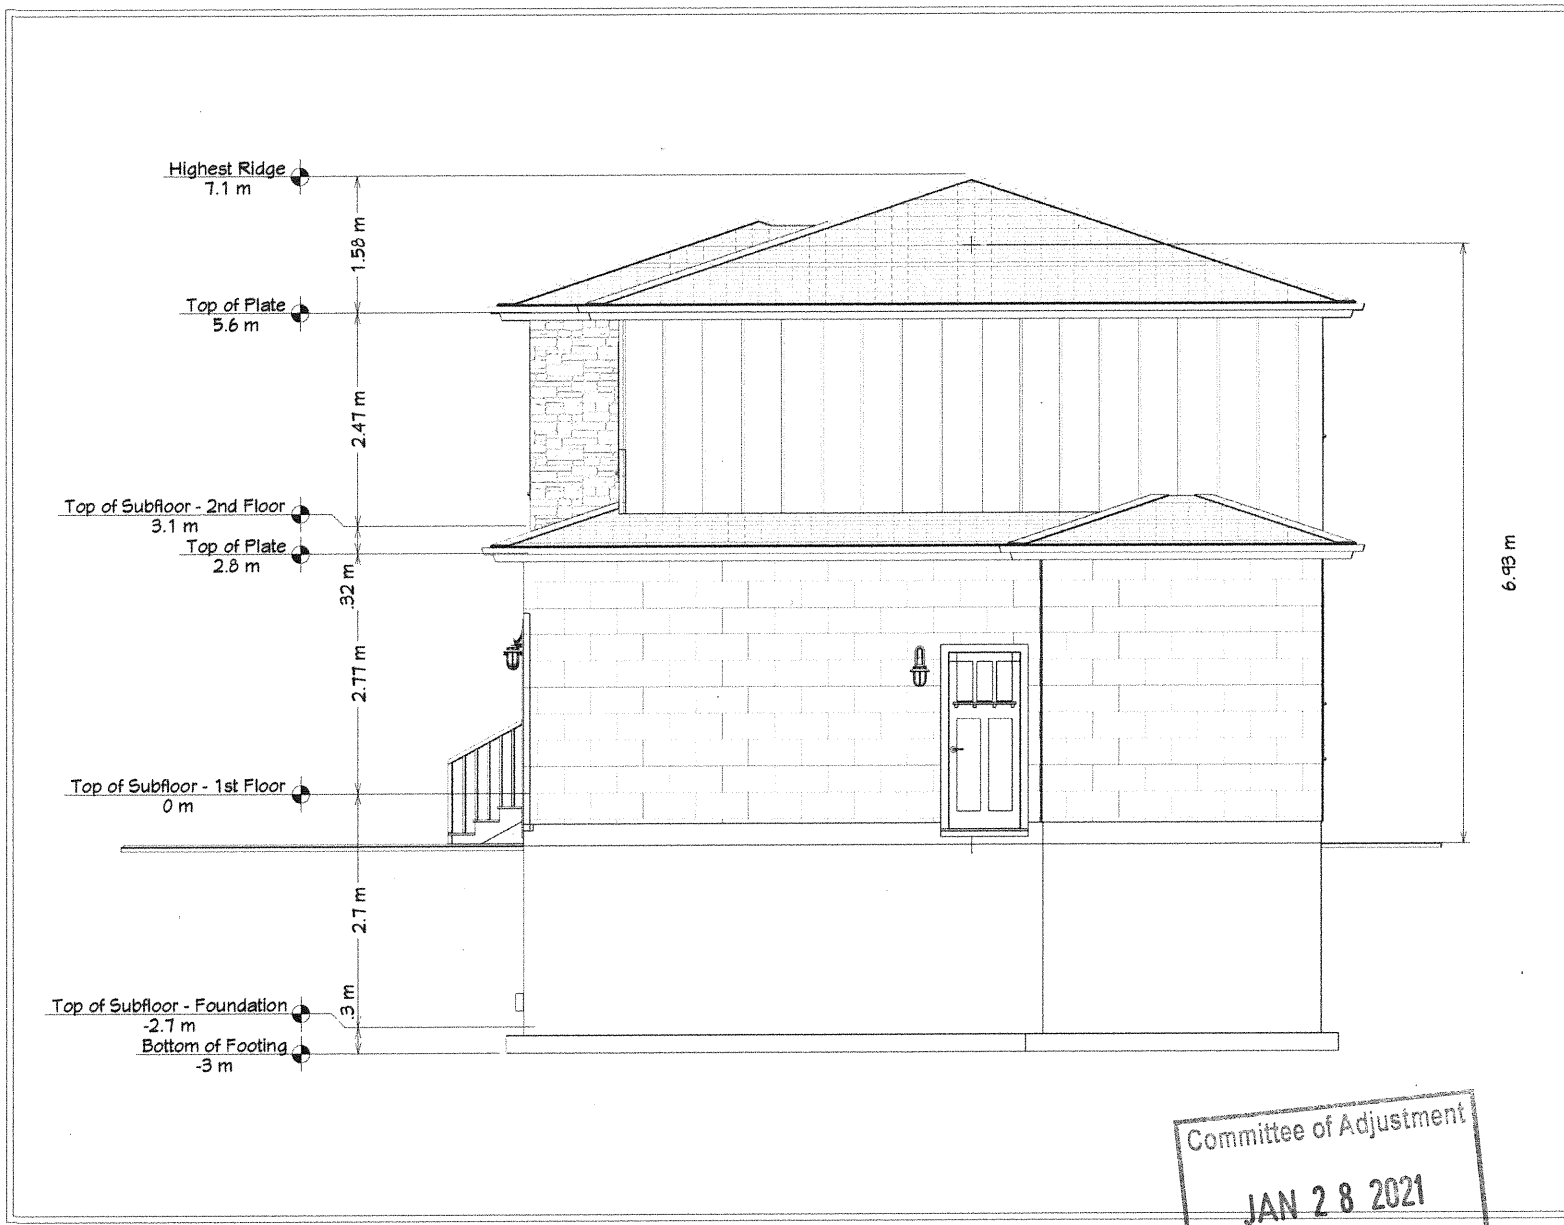 Highest Ridge
7.1 m
1.58 m
Top of Plate
5.6 m
2.47 m
Top of Subfloor - 2nd Floor
3.1 m
Top of Plate
2.8 m
.32 m
6.93 m
2.77 m
Top of Subfloor - 1st Floor
0 m
2.7 m
Top of Subfloor - Foundation
-2.7 m
.3 m
Bottom of Footing
-3 m
Committee of Adjustment
JAN 28 2021